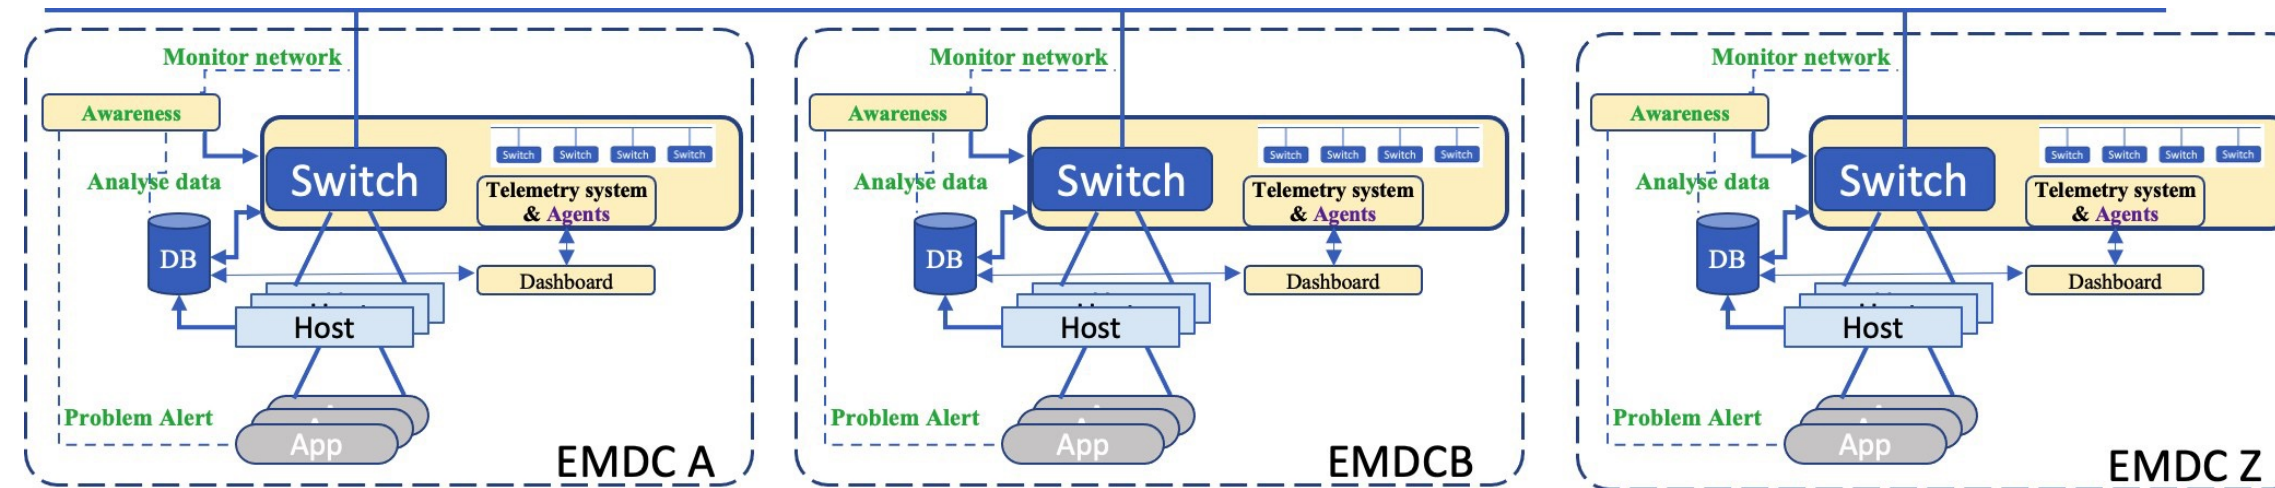 Monitor network
Awareness
Switch
Switch Switch Switch Switch
Analyse data
Telemetry system
& Agents
DB
Dashboard
Host
Problem Alert
App
EMDC A
Monitor network
Awareness
Switch
Switch Switch Switch Switch
Analyse data
Telemetry system
& Agents
DB
Dashboard
Host
Problem Alert
App
EMDCB
Monitor network
Awareness
Switch
Switch Switch Switch Switch
Analyse data
Telemetry system
& Agents
DB
Dashboard
Host
Problem Alert
App
EMDC Z